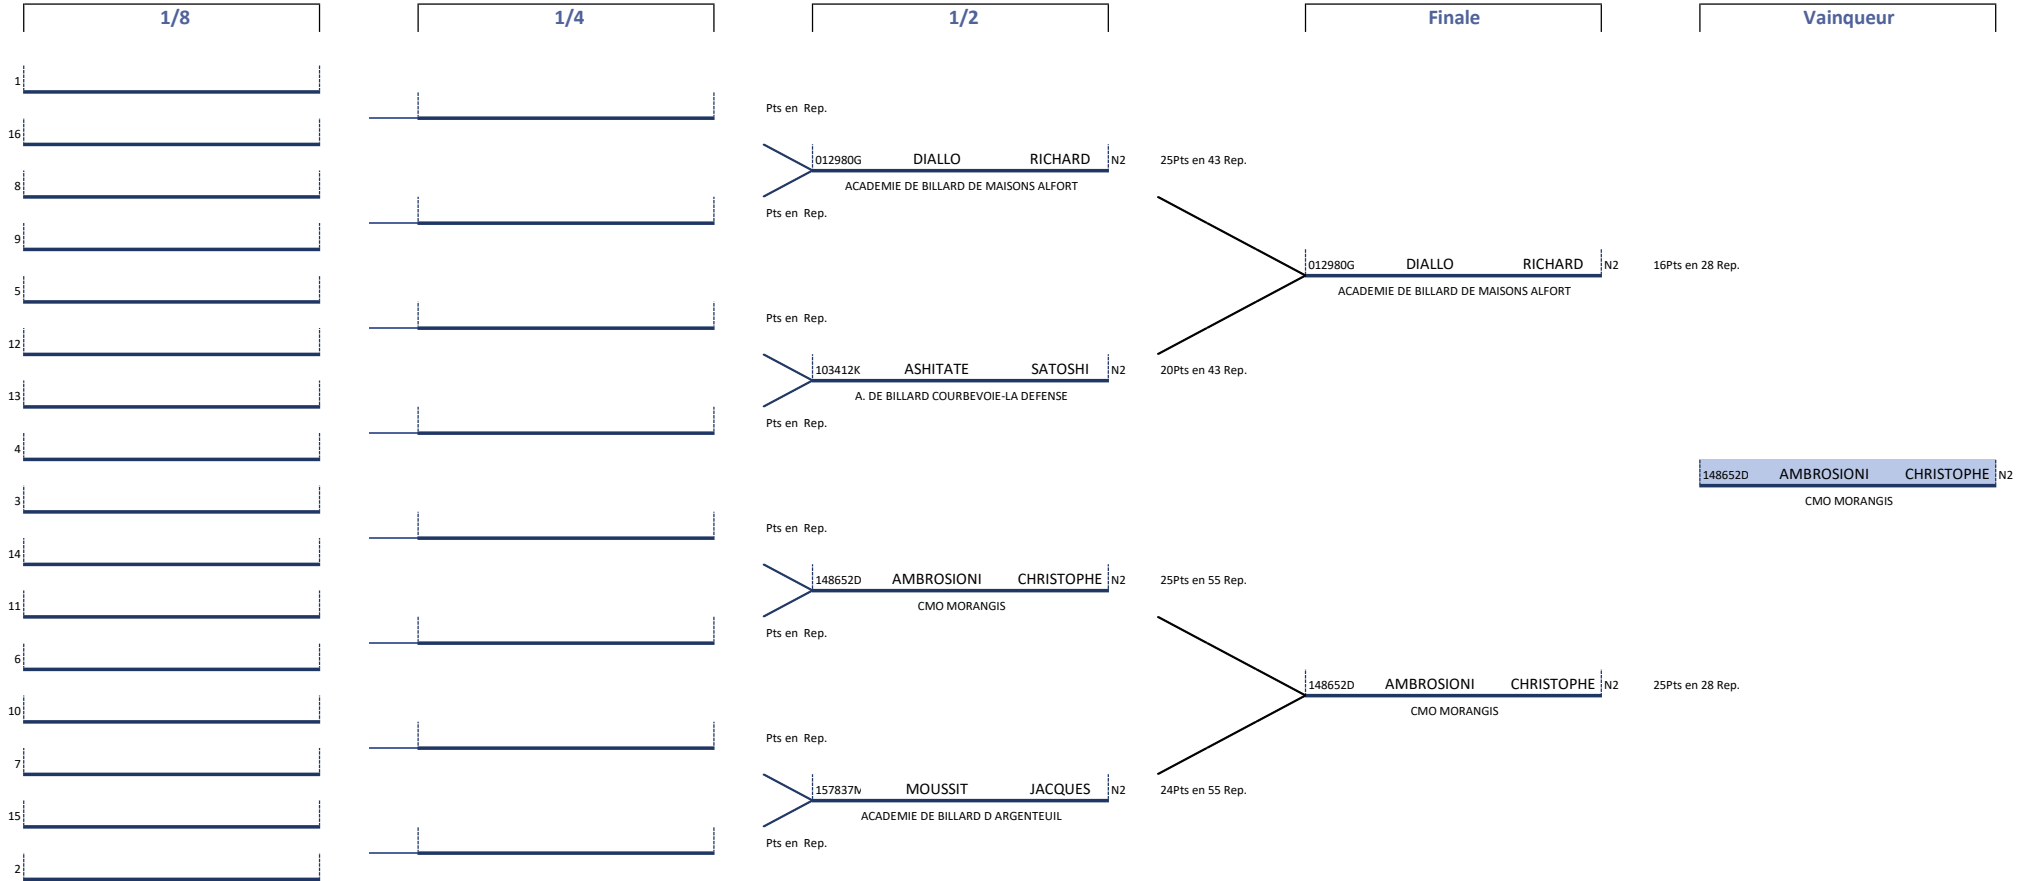 1/8 1/4 1/2 Finale Vainqueur
1
Pts en Rep.
16
012980G DIALLO RICHARD N2 25Pts en 43 Rep.
8 ACADEMIE DE BILLARD DE MAISONS ALFORT
Pts en Rep.
9
012980G DIALLO RICHARD N2 16Pts en 28 Rep.
5 ACADEMIE DE BILLARD DE MAISONS ALFORT
Pts en Rep.
12
103412K ASHITATE SATOSHI N2 20Pts en 43 Rep.
13 A. DE BILLARD COURBEVOIE-LA DEFENSE
Pts en Rep.
4
148652D AMBROSIONI CHRISTOPHE N2
3 CMO MORANGIS
Pts en Rep.
14
148652D AMBROSIONI CHRISTOPHE N2 25Pts en 55 Rep.
11 CMO MORANGIS
Pts en Rep.
6
148652D AMBROSIONI CHRISTOPHE N2 25Pts en 28 Rep.
10 CMO MORANGIS
Pts en Rep.
7
MOUSSIT JACQUES N2 24Pts en 55 Rep.
15 ACADEMIE DE BILLARD D ARGENTEUIL
Pts en Rep.
2